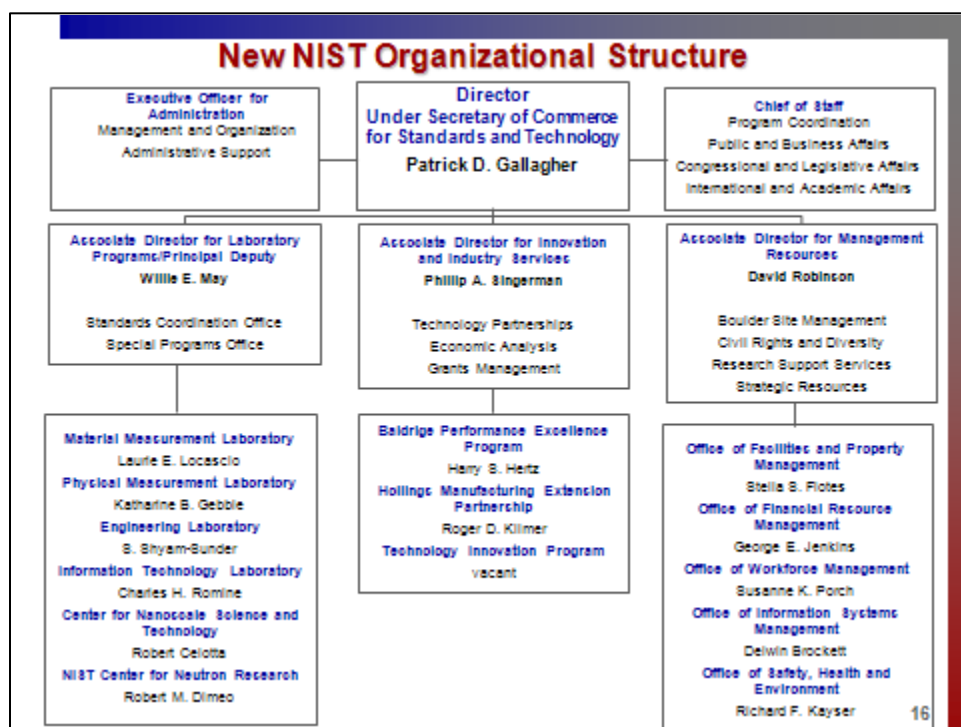 New NIST Organizational Structure
Executive Officer for
Administration
Management and Organization
Administrative Support
Director
Under Secretary of Commerce
for Standards and Technology
Patrick D. Gallagher
Chief of Staff
Program Coordination
Public and Business Affairs
Congressional and Legislative Affairs
International and Academic Affairs
Associate Director for Laboratory
Programs/Principal Deputy
Willie E. May
Standards Coordination Office
Special Programs Office
Associate Director for Innovation
and Industry Services
Phillip A. Singerman
Technology Partnerships
Economic Analysis
Grants Management
Associate Director for Management
Resources
David Robinson
Boulder Site Management
Civil Rights and Diversity
Research Support Services
Strategic Resources
Material Measurement Laboratory
Laurie E. Locascio
Physical Measurement Laboratory
Katharine B. Gebbie
Engineering Laboratory
S. Shyam-Sunder
Information Technology Laboratory
Charles H. Romine
Center for Nanoscale Science and
Technology
Robert Celotta
NIST Center for Neutron Research
Robert M. Dimeo
Baldrige Performance Excellence
Program
Harry S. Hertz
Hollings Manufacturing Extension
Partnership
Roger D. Kilmer
Technology Innovation Program
vacant
Office of Facilities and Property
Management
Stella S. Fiotes
Office of Financial Resource
Management
George E. Jenkins
Office of Workforce Management
Susanne K. Porch
Office of Information Systems
Management
Delwin Brockett
Office of Safety, Health and
Environment
Richard F. Kayser
16